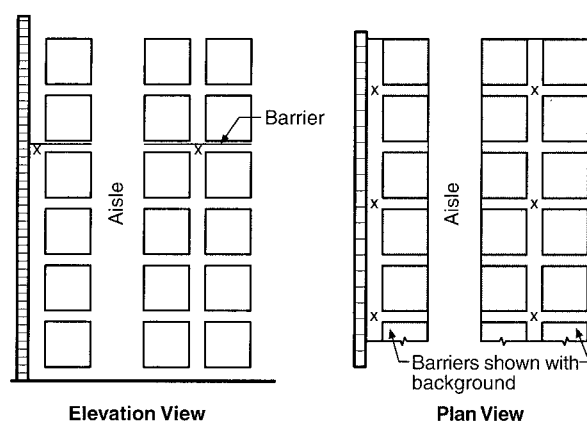 Barrier
x
x
Aisle
Elevation View
x
x
x
x
x
x
Aisle
Barriers shown with
background
Plan View